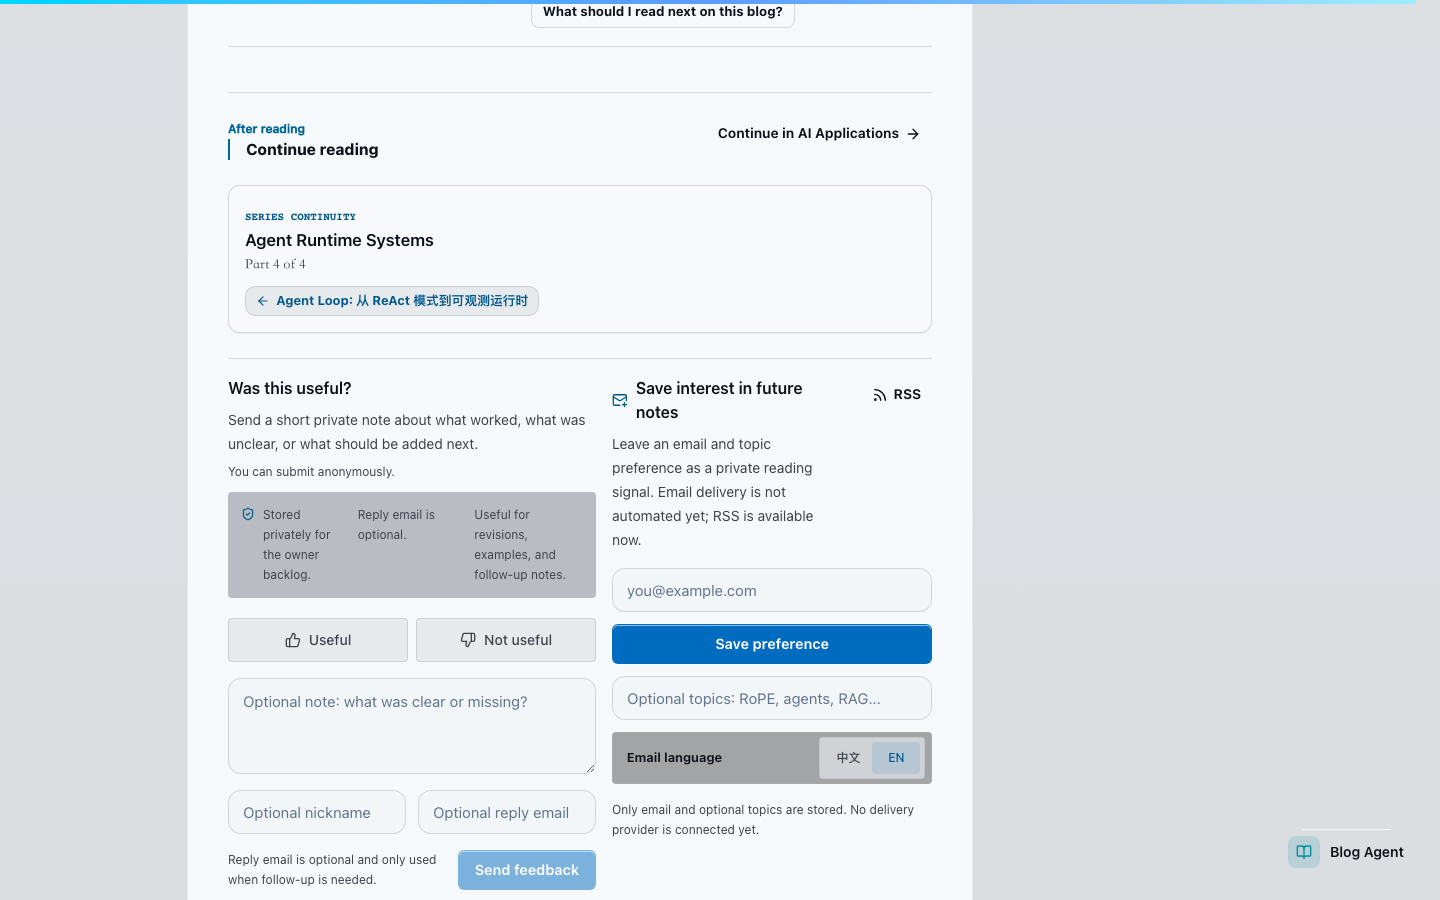 What should I read next on this blog?
After reading
Continue reading
Continue in AI Applications →
SERIES CONTINUITY
Agent Runtime Systems
Part 4 of 4
← Agent Loop: 从 ReAct 模式到可观测运行时
Was this useful?
Send a short private note about what worked, what was
unclear, or what should be added next.
You can submit anonymously.
Stored
privately for
the owner
backlog.
Reply email is
optional.
Useful for
revisions,
examples, and
follow-up notes.
Useful
Not useful
Optional note: what was clear or missing?
Optional nickname
Optional reply email
Reply email is optional and only used
when follow-up is needed.
Send feedback
Save interest in future
notes
RSS
Leave an email and topic
preference as a private reading
signal. Email delivery is not
automated yet; RSS is available
now.
you@example.com
Save preference
Optional topics: RoPE, agents, RAG...
Email language
中文
EN
Only email and optional topics are stored. No delivery
provider is connected yet.
Blog Agent